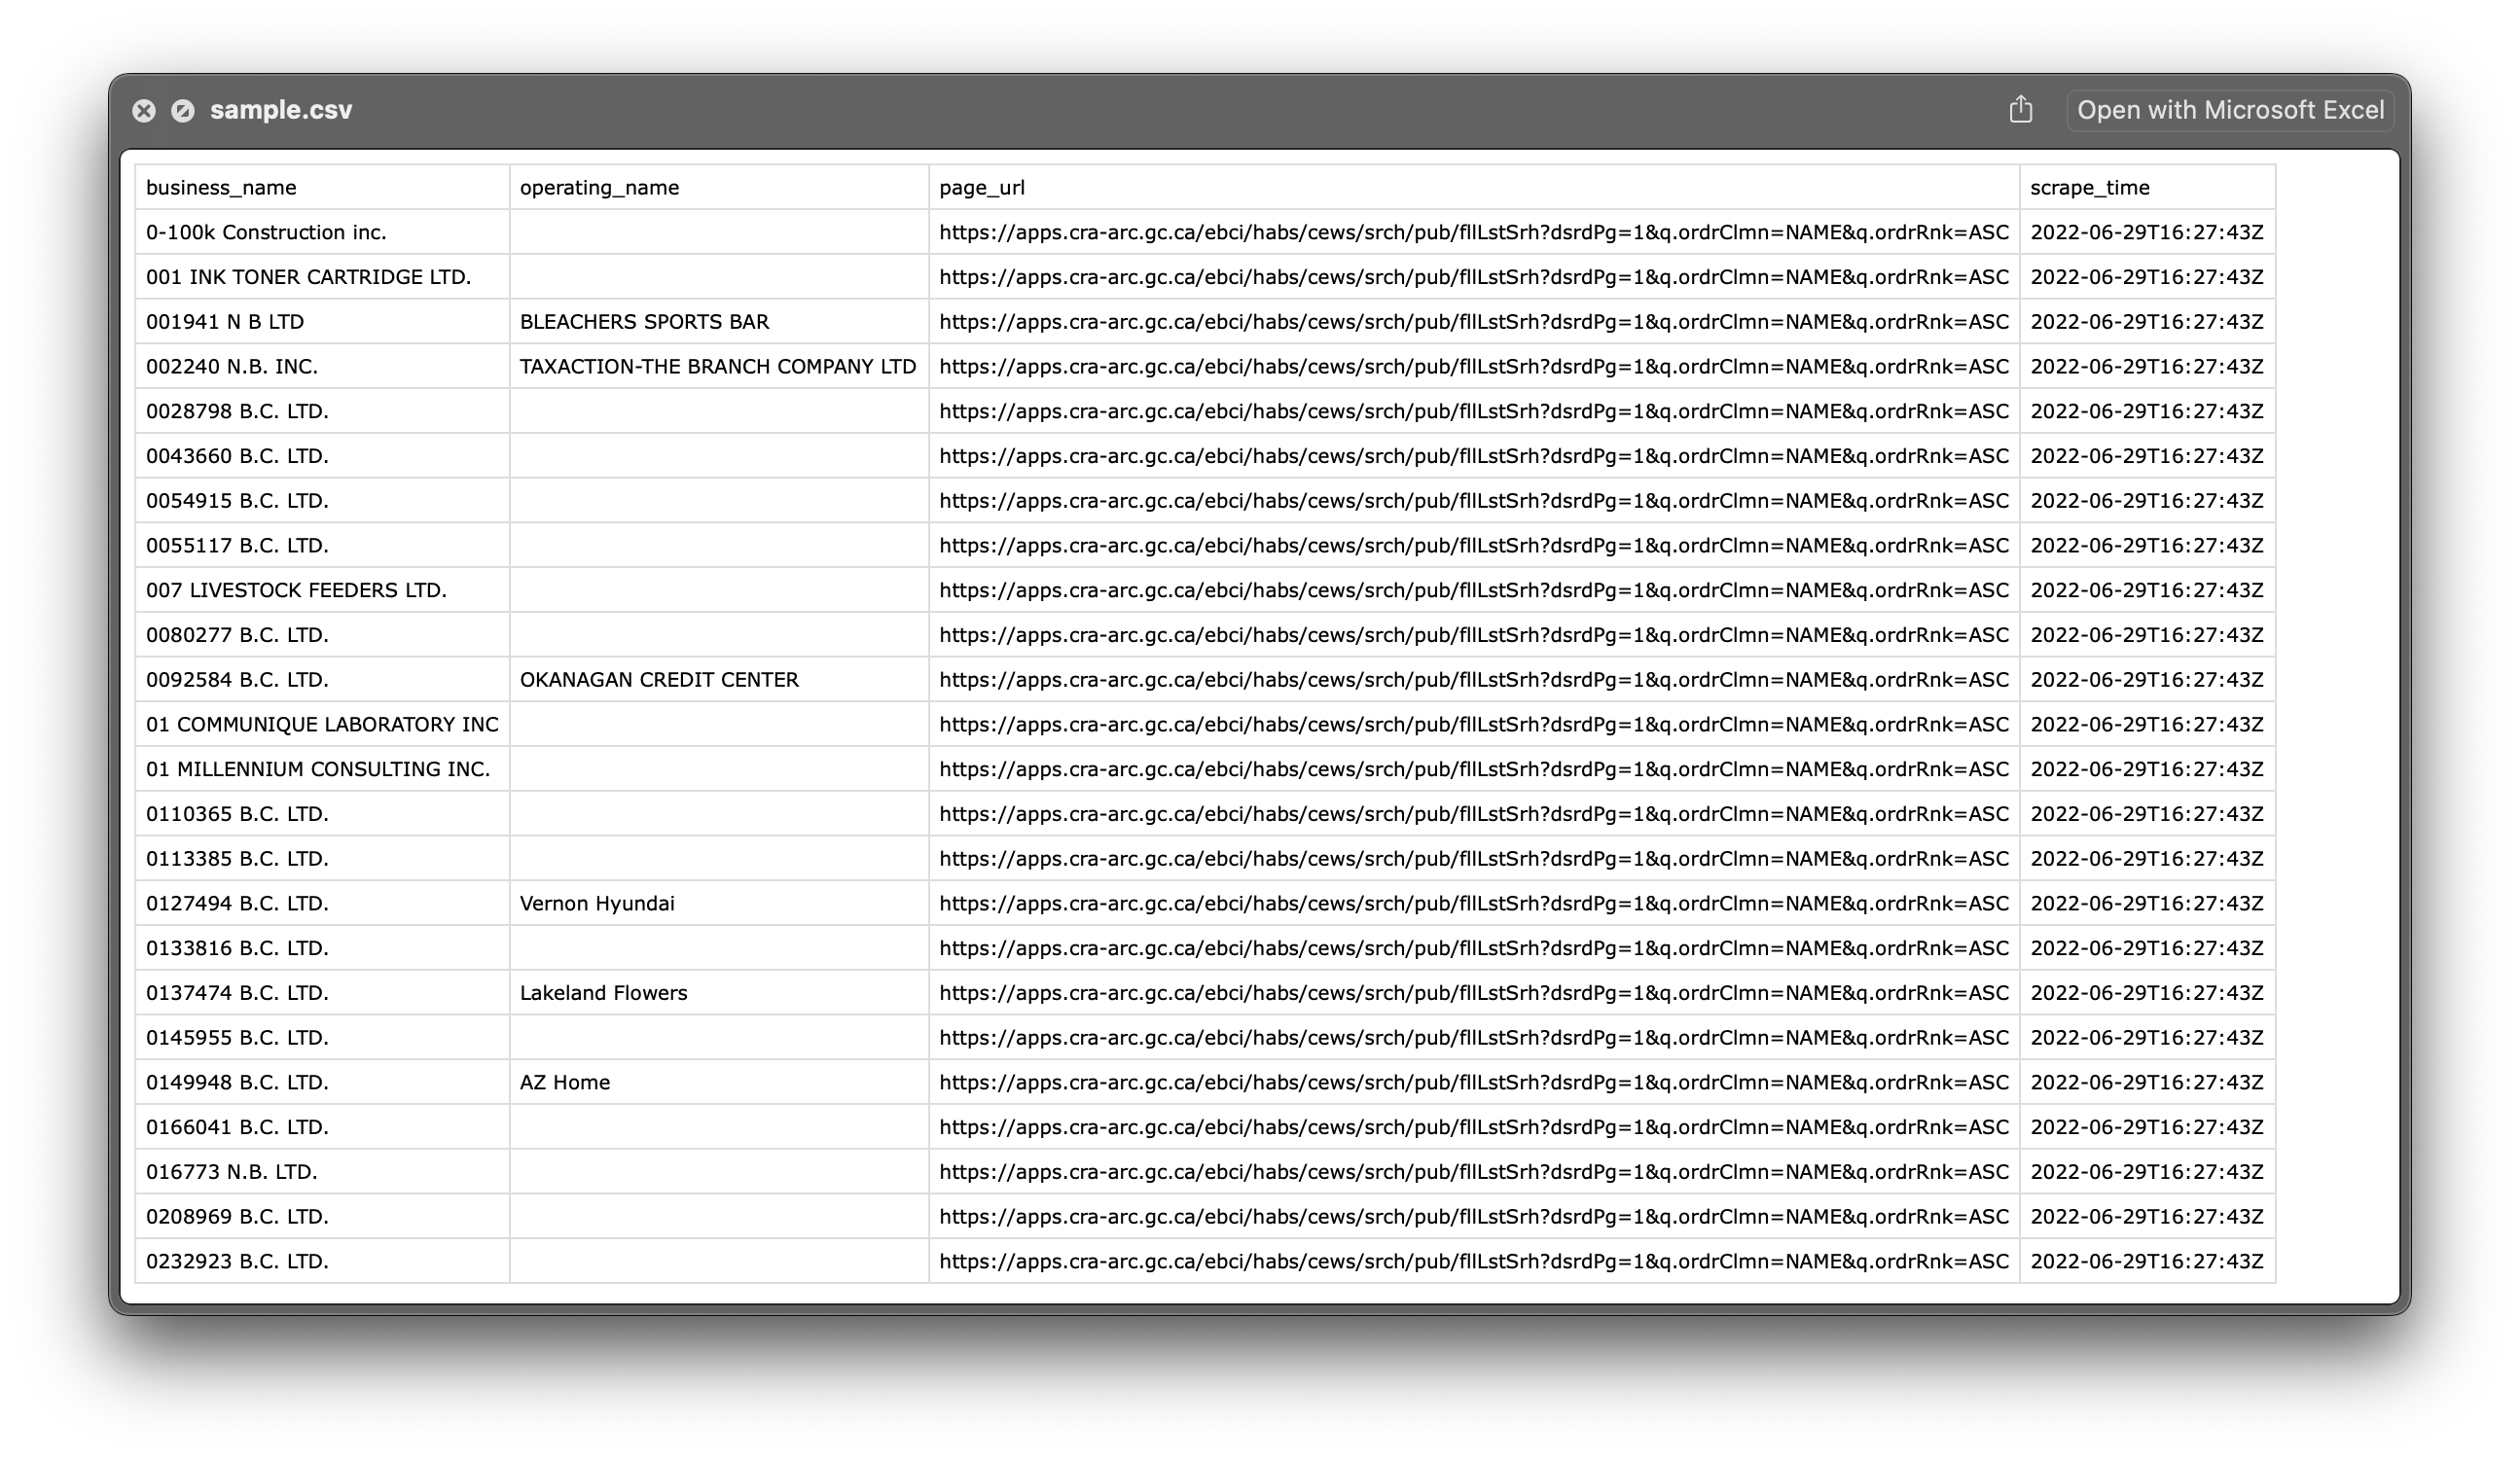 sample.csv Open with Microsoft Excel
business_name operating_name page_url scrape_time
0-100k Construction inc. https://apps.cra-arc.gc.ca/ebci/habs/cews/srch/pub/fllLstSrh?dsrdPg=1&q.ordrClmn=NAME&q.ordrRnk=ASC 2022-06-29T16:27:43Z
001 INK TONER CARTRIDGE LTD. https://apps.cra-arc.gc.ca/ebci/habs/cews/srch/pub/fllLstSrh?dsrdPg=1&q.ordrClmn=NAME&q.ordrRnk=ASC 2022-06-29T16:27:43Z
001941 N B LTD BLEACHERS SPORTS BAR https://apps.cra-arc.gc.ca/ebci/habs/cews/srch/pub/fllLstSrh?dsrdPg=1&q.ordrClmn=NAME&q.ordrRnk=ASC 2022-06-29T16:27:43Z
002240 N.B. INC. TAXACTION-THE BRANCH COMPANY LTD https://apps.cra-arc.gc.ca/ebci/habs/cews/srch/pub/fllLstSrh?dsrdPg=1&q.ordrClmn=NAME&q.ordrRnk=ASC 2022-06-29T16:27:43Z
0028798 B.C. LTD. https://apps.cra-arc.gc.ca/ebci/habs/cews/srch/pub/fllLstSrh?dsrdPg=1&q.ordrClmn=NAME&q.ordrRnk=ASC 2022-06-29T16:27:43Z
0043660 B.C. LTD. https://apps.cra-arc.gc.ca/ebci/habs/cews/srch/pub/fllLstSrh?dsrdPg=1&q.ordrClmn=NAME&q.ordrRnk=ASC 2022-06-29T16:27:43Z
0054915 B.C. LTD. https://apps.cra-arc.gc.ca/ebci/habs/cews/srch/pub/fllLstSrh?dsrdPg=1&q.ordrClmn=NAME&q.ordrRnk=ASC 2022-06-29T16:27:43Z
0055117 B.C. LTD. https://apps.cra-arc.gc.ca/ebci/habs/cews/srch/pub/fllLstSrh?dsrdPg=1&q.ordrClmn=NAME&q.ordrRnk=ASC 2022-06-29T16:27:43Z
007 LIVESTOCK FEEDERS LTD. https://apps.cra-arc.gc.ca/ebci/habs/cews/srch/pub/fllLstSrh?dsrdPg=1&q.ordrClmn=NAME&q.ordrRnk=ASC 2022-06-29T16:27:43Z
0080277 B.C. LTD. https://apps.cra-arc.gc.ca/ebci/habs/cews/srch/pub/fllLstSrh?dsrdPg=1&q.ordrClmn=NAME&q.ordrRnk=ASC 2022-06-29T16:27:43Z
0092584 B.C. LTD. OKANAGAN CREDIT CENTER https://apps.cra-arc.gc.ca/ebci/habs/cews/srch/pub/fllLstSrh?dsrdPg=1&q.ordrClmn=NAME&q.ordrRnk=ASC 2022-06-29T16:27:43Z
01 COMMUNIQUE LABORATORY INC https://apps.cra-arc.gc.ca/ebci/habs/cews/srch/pub/fllLstSrh?dsrdPg=1&q.ordrClmn=NAME&q.ordrRnk=ASC 2022-06-29T16:27:43Z
01 MILLENNIUM CONSULTING INC. https://apps.cra-arc.gc.ca/ebci/habs/cews/srch/pub/fllLstSrh?dsrdPg=1&q.ordrClmn=NAME&q.ordrRnk=ASC 2022-06-29T16:27:43Z
0110365 B.C. LTD. https://apps.cra-arc.gc.ca/ebci/habs/cews/srch/pub/fllLstSrh?dsrdPg=1&q.ordrClmn=NAME&q.ordrRnk=ASC 2022-06-29T16:27:43Z
0113385 B.C. LTD. https://apps.cra-arc.gc.ca/ebci/habs/cews/srch/pub/fllLstSrh?dsrdPg=1&q.ordrClmn=NAME&q.ordrRnk=ASC 2022-06-29T16:27:43Z
0127494 B.C. LTD. Vernon Hyundai https://apps.cra-arc.gc.ca/ebci/habs/cews/srch/pub/fllLstSrh?dsrdPg=1&q.ordrClmn=NAME&q.ordrRnk=ASC 2022-06-29T16:27:43Z
0133816 B.C. LTD. https://apps.cra-arc.gc.ca/ebci/habs/cews/srch/pub/fllLstSrh?dsrdPg=1&q.ordrClmn=NAME&q.ordrRnk=ASC 2022-06-29T16:27:43Z
0137474 B.C. LTD. Lakeland Flowers https://apps.cra-arc.gc.ca/ebci/habs/cews/srch/pub/fllLstSrh?dsrdPg=1&q.ordrClmn=NAME&q.ordrRnk=ASC 2022-06-29T16:27:43Z
0145955 B.C. LTD. https://apps.cra-arc.gc.ca/ebci/habs/cews/srch/pub/fllLstSrh?dsrdPg=1&q.ordrClmn=NAME&q.ordrRnk=ASC 2022-06-29T16:27:43Z
0149948 B.C. LTD. AZ Home https://apps.cra-arc.gc.ca/ebci/habs/cews/srch/pub/fllLstSrh?dsrdPg=1&q.ordrClmn=NAME&q.ordrRnk=ASC 2022-06-29T16:27:43Z
0166041 B.C. LTD. https://apps.cra-arc.gc.ca/ebci/habs/cews/srch/pub/fllLstSrh?dsrdPg=1&q.ordrClmn=NAME&q.ordrRnk=ASC 2022-06-29T16:27:43Z
016773 N.B. LTD. https://apps.cra-arc.gc.ca/ebci/habs/cews/srch/pub/fllLstSrh?dsrdPg=1&q.ordrClmn=NAME&q.ordrRnk=ASC 2022-06-29T16:27:43Z
0208969 B.C. LTD. https://apps.cra-arc.gc.ca/ebci/habs/cews/srch/pub/fllLstSrh?dsrdPg=1&q.ordrClmn=NAME&q.ordrRnk=ASC 2022-06-29T16:27:43Z
0232923 B.C. LTD. https://apps.cra-arc.gc.ca/ebci/habs/cews/srch/pub/fllLstSrh?dsrdPg=1&q.ordrClmn=NAME&q.ordrRnk=ASC 2022-06-29T16:27:43Z